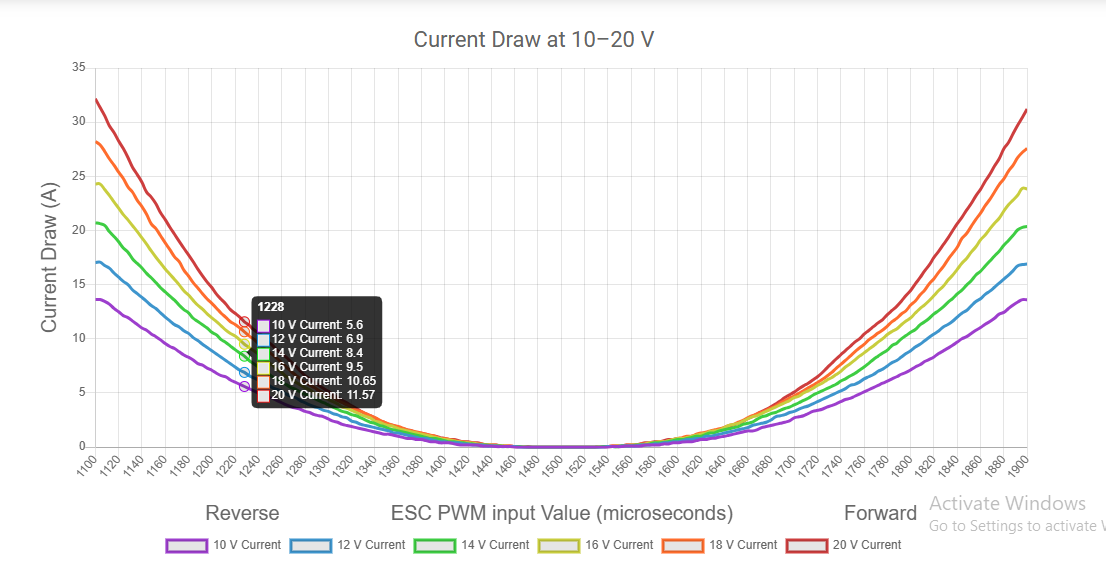 Current Draw at 10–20 V
Current Draw (A)
35
30
25
20
15
10
5
0
1228
10 V Current: 5.6
12 V Current: 6.9
14 V Current: 8.4
16 V Current: 9.5
18 V Current: 10.65
20 V Current: 11.57
1100 1120 1140 1160 1180 1200 1220 1240 1260 1280 1300 1320 1340 1360 1380 1400 1420 1440 1460 1480 1500 1520 1540 1560 1580 1600 1620 1640 1660 1680 1700 1720 1740 1760 1780 1800 1820 1840 1860 1880 1900
Reverse ESC PWM input Value (microseconds) Forward
Activate Windows
Go to Settings to activate
10 V Current 12 V Current 14 V Current 16 V Current 18 V Current 20 V Current